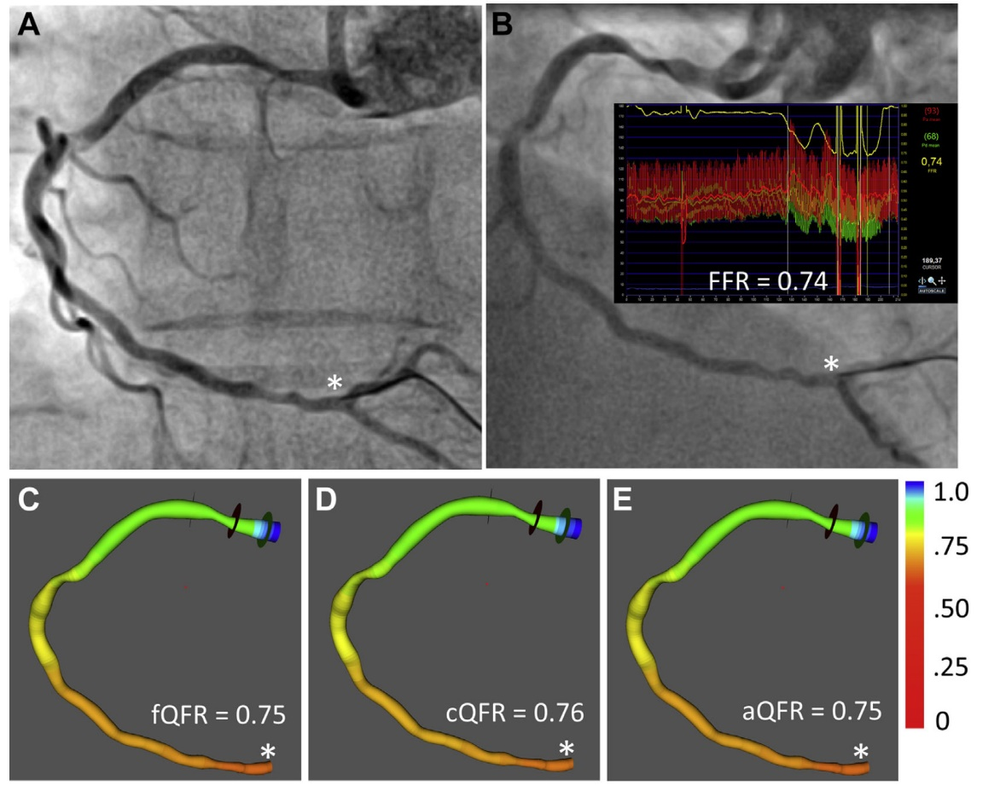 A
B
(93)
Pa mean
(68)
Pd mean
0,74
FFR
189,37
CURSOR
AUTOSCALE
FFR = 0.74
*
*
C
D
E
1.0
.75
.50
.25
0
fQFR = 0.75
cQFR = 0.76
aQFR = 0.75
*
*
*